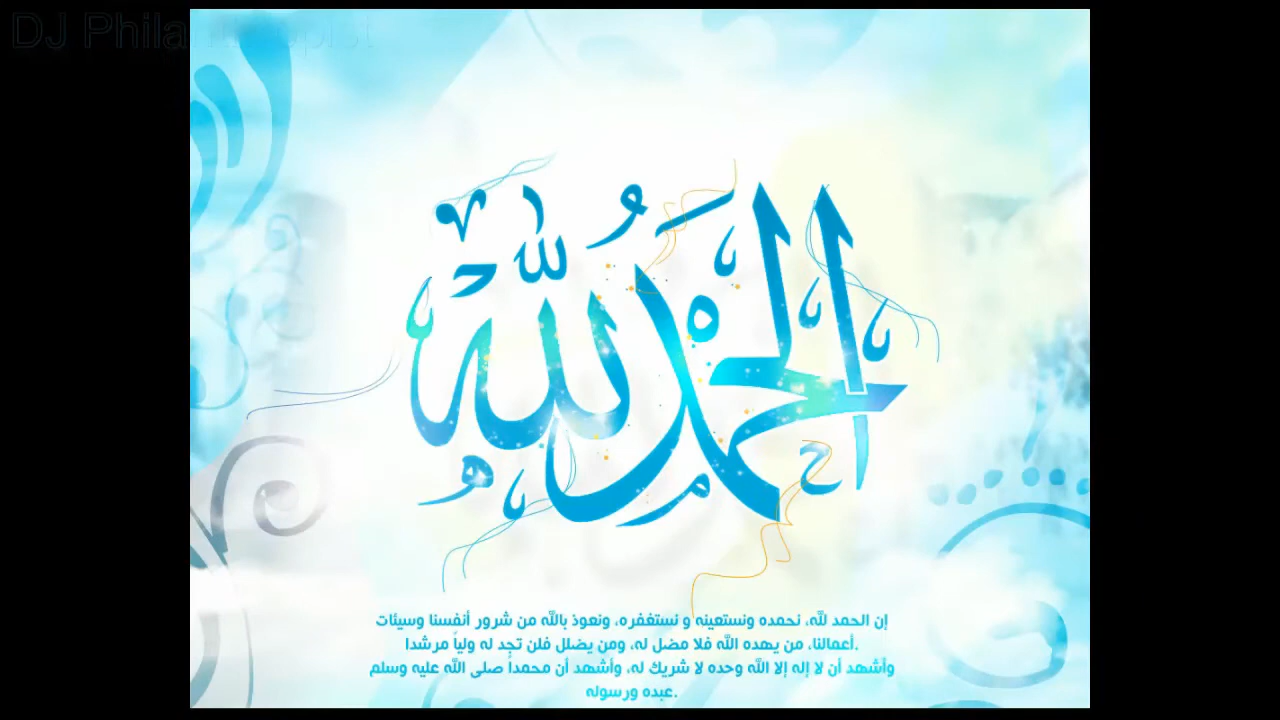 DJ Philanthropist
الحمد لله
إن الحمد لله، نحمده ونستعينه و نستغفره، ونعوذ بالله من شرور أنفسنا وسيئات
أعمالنا، من يهده الله فلا مضل له، ومن يضلل فلن تجد له ولياً مرشدا.
وأشهد أن لا إله إلا الله وحده لا شريك له، وأشهد أن محمداً صلى الله عليه وسلم
عبده ورسوله.